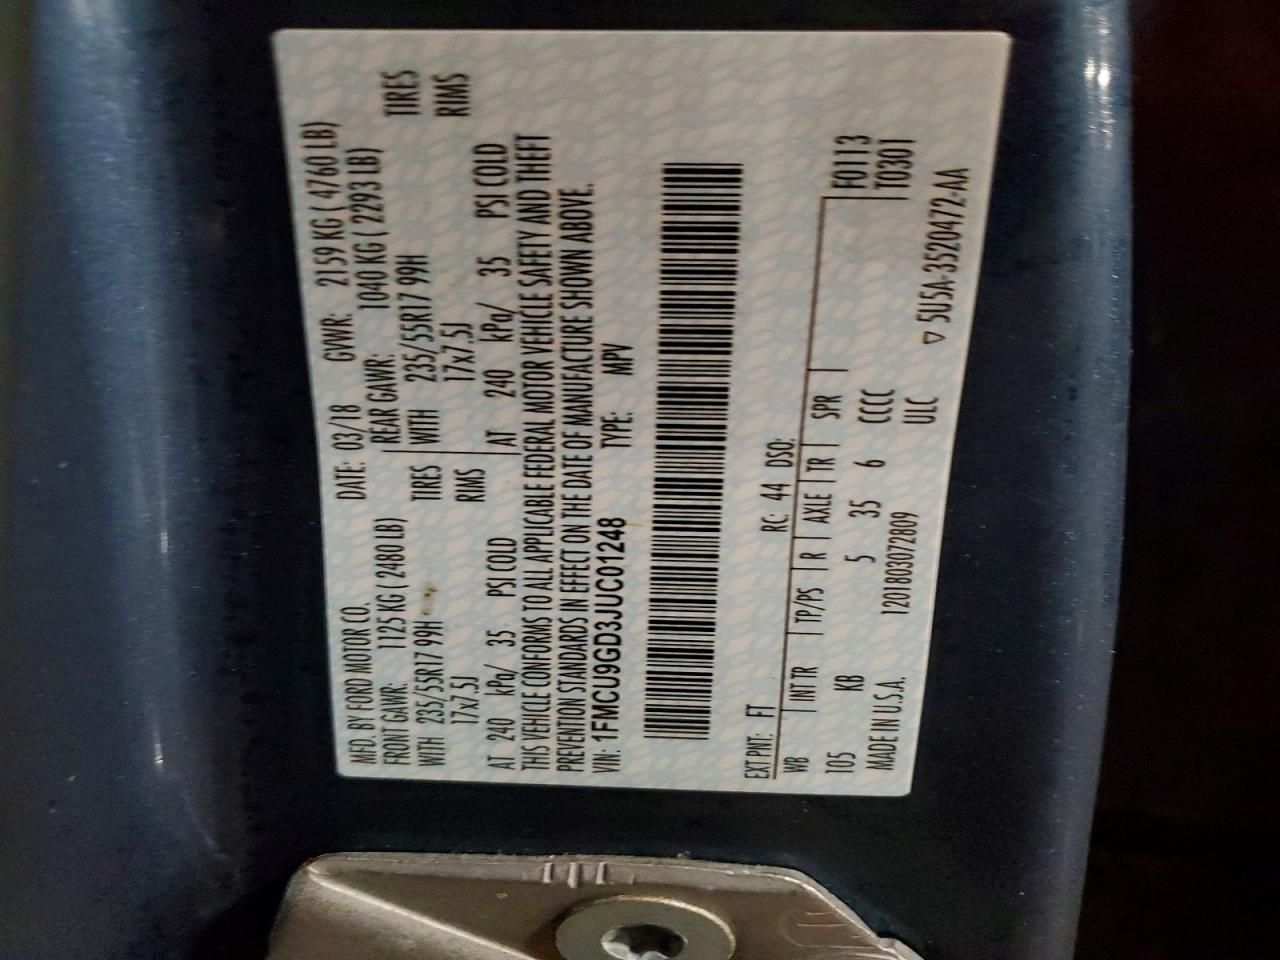 MFD. BY FORD MOTOR CO.
DATE: 03/18 GVWR: 2159 KG ( 4760 LB)
FRONT GAWR: 1125 KG ( 2480 LB) REAR GAWR: 1040 KG ( 2293 LB)
WITH 235/55R17 99H TIRES WITH 235/55R17 99H TIRES
17x7.5J RIMS 17x7.5J RIMS
AT 240 kPa/ 35 PSI COLD AT 240 kPa/ 35 PSI COLD
THIS VEHICLE CONFORMS TO ALL APPLICABLE FEDERAL MOTOR VEHICLE SAFETY AND THEFT
PREVENTION STANDARDS IN EFFECT ON THE DATE OF MANUFACTURE SHOWN ABOVE.
VIN: 1FMCU9GD3JUC01248 TYPE: MPV
EXT PNT: FT RC: 44 DSO:
WB INT TR TP/PS R AXLE TR SPR F0113
105 KB 5 35 6 CCCC T0301
MADE IN U.S.A. 1201803072809 ULC
▽ 5U5A-3520472-AA